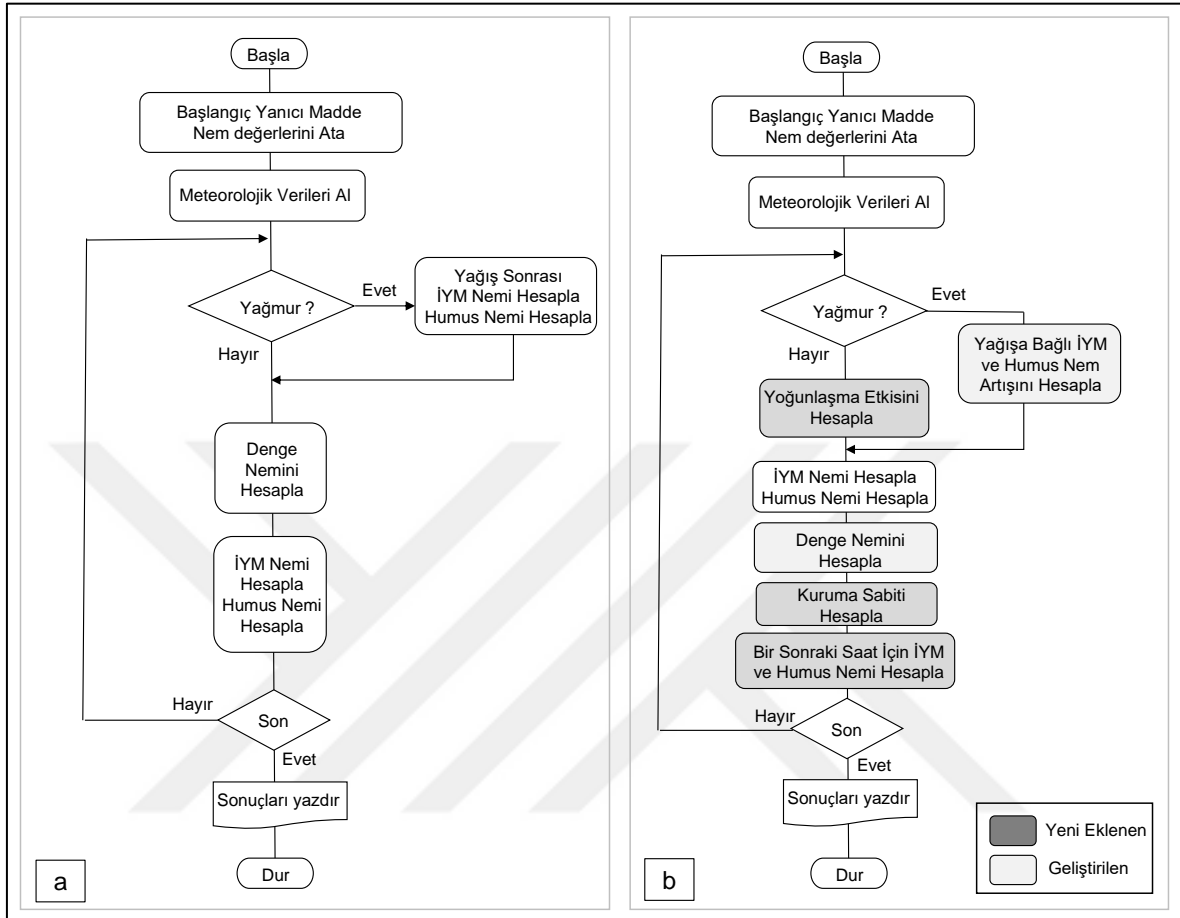 Başla
Başlangıç Yanıcı Madde
Nem değerlerini Ata
Meteorolojik Verileri Al
Yağmur ?
Evet
Yağış Sonrası
İYM Nemi Hesapla
Humus Nemi Hesapla
Hayır
Denge
Nemini
Hesapla
İYM Nemi
Hesapla
Humus Nemi
Hesapla
Hayır
Son
Evet
Sonuçları yazdır
Dur
a
Başla
Başlangıç Yanıcı Madde
Nem değerlerini Ata
Meteorolojik Verileri Al
Yağmur ?
Evet
Yağışa Bağlı İYM
ve Humus Nem
Artışını Hesapla
Hayır
Yoğunlaşma Etkisini
Hesapla
İYM Nemi Hesapla
Humus Nemi Hesapla
Denge Nemini
Hesapla
Kuruma Sabiti
Hesapla
Bir Sonraki Saat İçin İYM
ve Humus Nemi Hesapla
Hayır
Son
Evet
Sonuçları yazdır
Dur
b
Yeni Eklenen
Geliştirilen